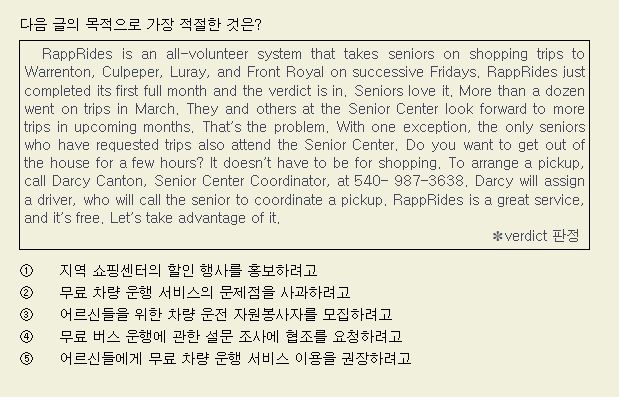 다음 글의 목적으로 가장 적절한 것은?
RappRides is an all-volunteer system that takes seniors on shopping trips to
Warrenton, Culpeper, Luray, and Front Royal on successive Fridays. RappRides just
completed its first full month and the verdict is in. Seniors love it. More than a dozen
went on trips in March. They and others at the Senior Center look forward to more
trips in upcoming months. That's the problem. With one exception, the only seniors
who have requested trips also attend the Senior Center. Do you want to get out of
the house for a few hours? It doesn't have to be for shopping. To arrange a pickup,
call Darcy Canton, Senior Center Coordinator, at 540- 987-3638. Darcy will assign
a driver, who will call the senior to coordinate a pickup. RappRides is a great service,
and it's free. Let's take advantage of it.
＊verdict 판정
① 지역 쇼핑센터의 할인 행사를 홍보하려고
② 무료 차량 운행 서비스의 문제점을 사과하려고
③ 어르신들을 위한 차량 운전 자원봉사자를 모집하려고
④ 무료 버스 운행에 관한 설문 조사에 협조를 요청하려고
⑤ 어르신들에게 무료 차량 운행 서비스 이용을 권장하려고